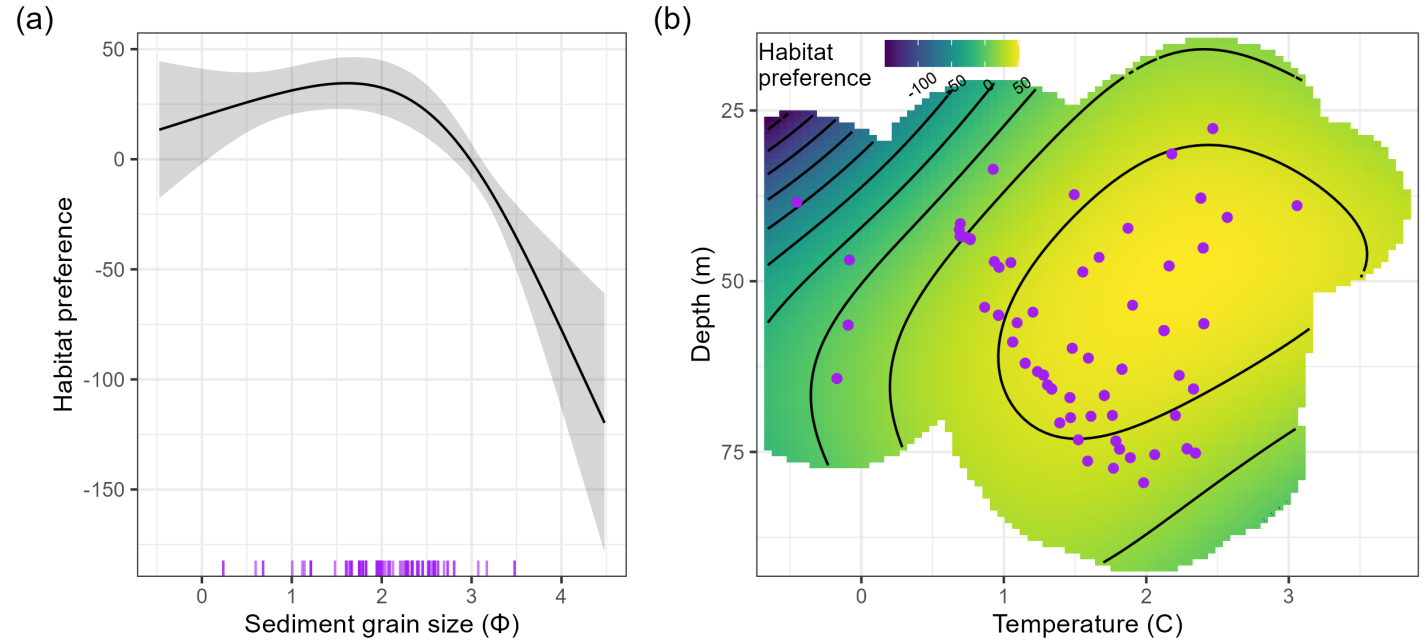 (a)
50
0
-50
-100
-150
Habitat preference
0 1 2 3 4
Sediment grain size (Φ)
(b)
Habitat
preference
-100 -50 0 50
25
50
75
Depth (m)
0 1 2 3
Temperature (C)